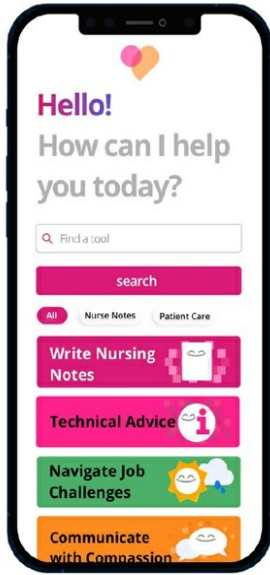 Hello!
How can I help
you today?
Find a tool
search
All Nurse Notes Patient Care
Write Nursing
Notes
Technical Advice
Navigate Job
Challenges
Communicate
with Compassion